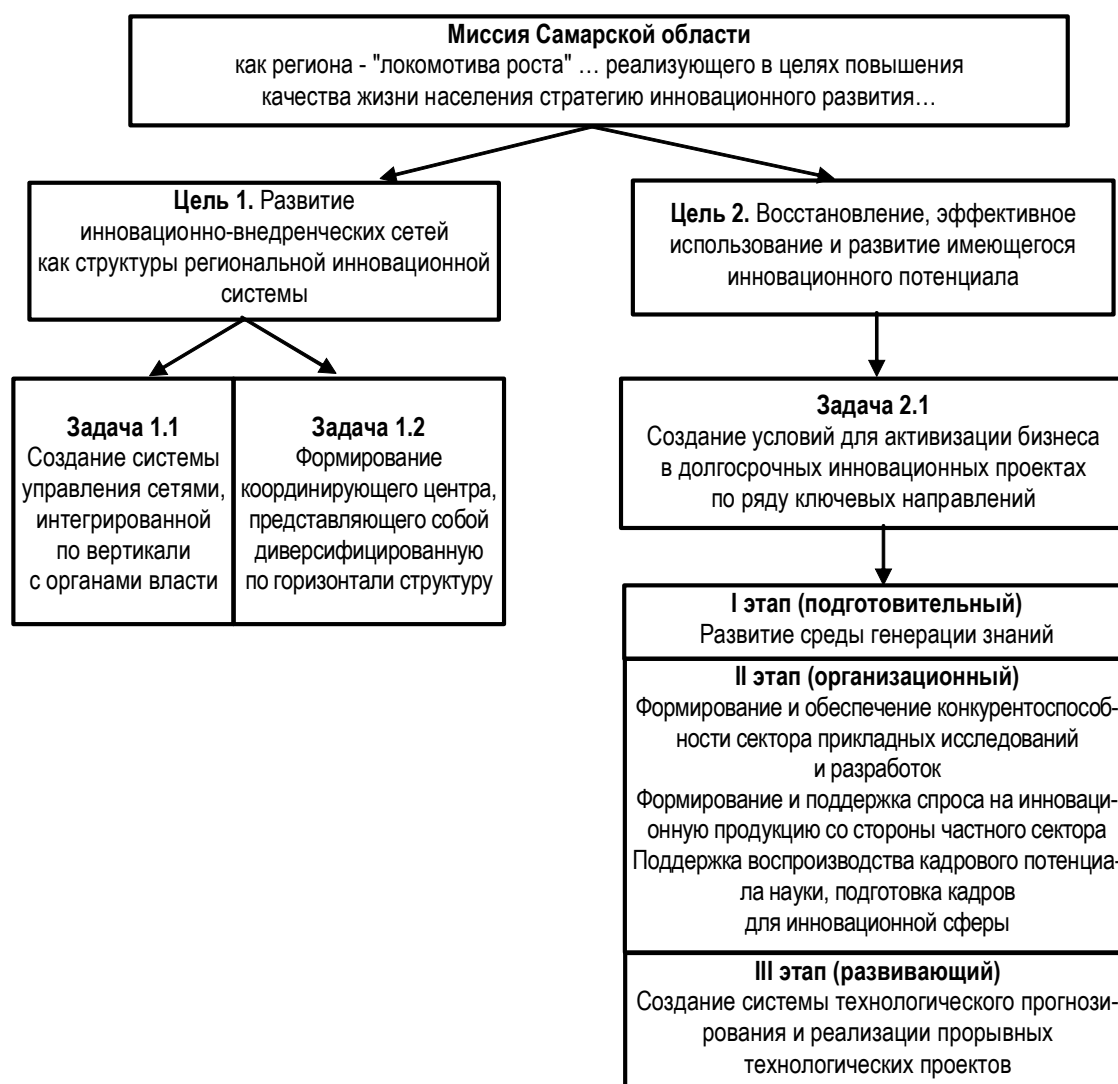 Миссия Самарской области
как региона - "локомотива роста" … реализующего в целях повышения
качества жизни населения стратегию инновационного развития…
Цель 1. Развитие
инновационно-внедренческих сетей
как структуры региональной инновационной
системы
Цель 2. Восстановление, эффективное
использование и развитие имеющегося
инновационного потенциала
Задача 1.1
Создание системы
управления сетями,
интегрированной
по вертикали
с органами власти
Задача 1.2
Формирование
координирующего центра,
представляющего собой
диверсифицированную
по горизонтали структуру
Задача 2.1
Создание условий для активизации бизнеса
в долгосрочных инновационных проектах
по ряду ключевых направлений
I этап (подготовительный)
Развитие среды генерации знаний
II этап (организационный)
Формирование и обеспечение конкурентоспособ-
ности сектора прикладных исследований
и разработок
Формирование и поддержка спроса на инноваци-
онную продукцию со стороны частного сектора
Поддержка воспроизводства кадрового потенциа-
ла науки, подготовка кадров
для инновационной сферы
III этап (развивающий)
Создание системы технологического прогнози-
рования и реализации прорывных
технологических проектов